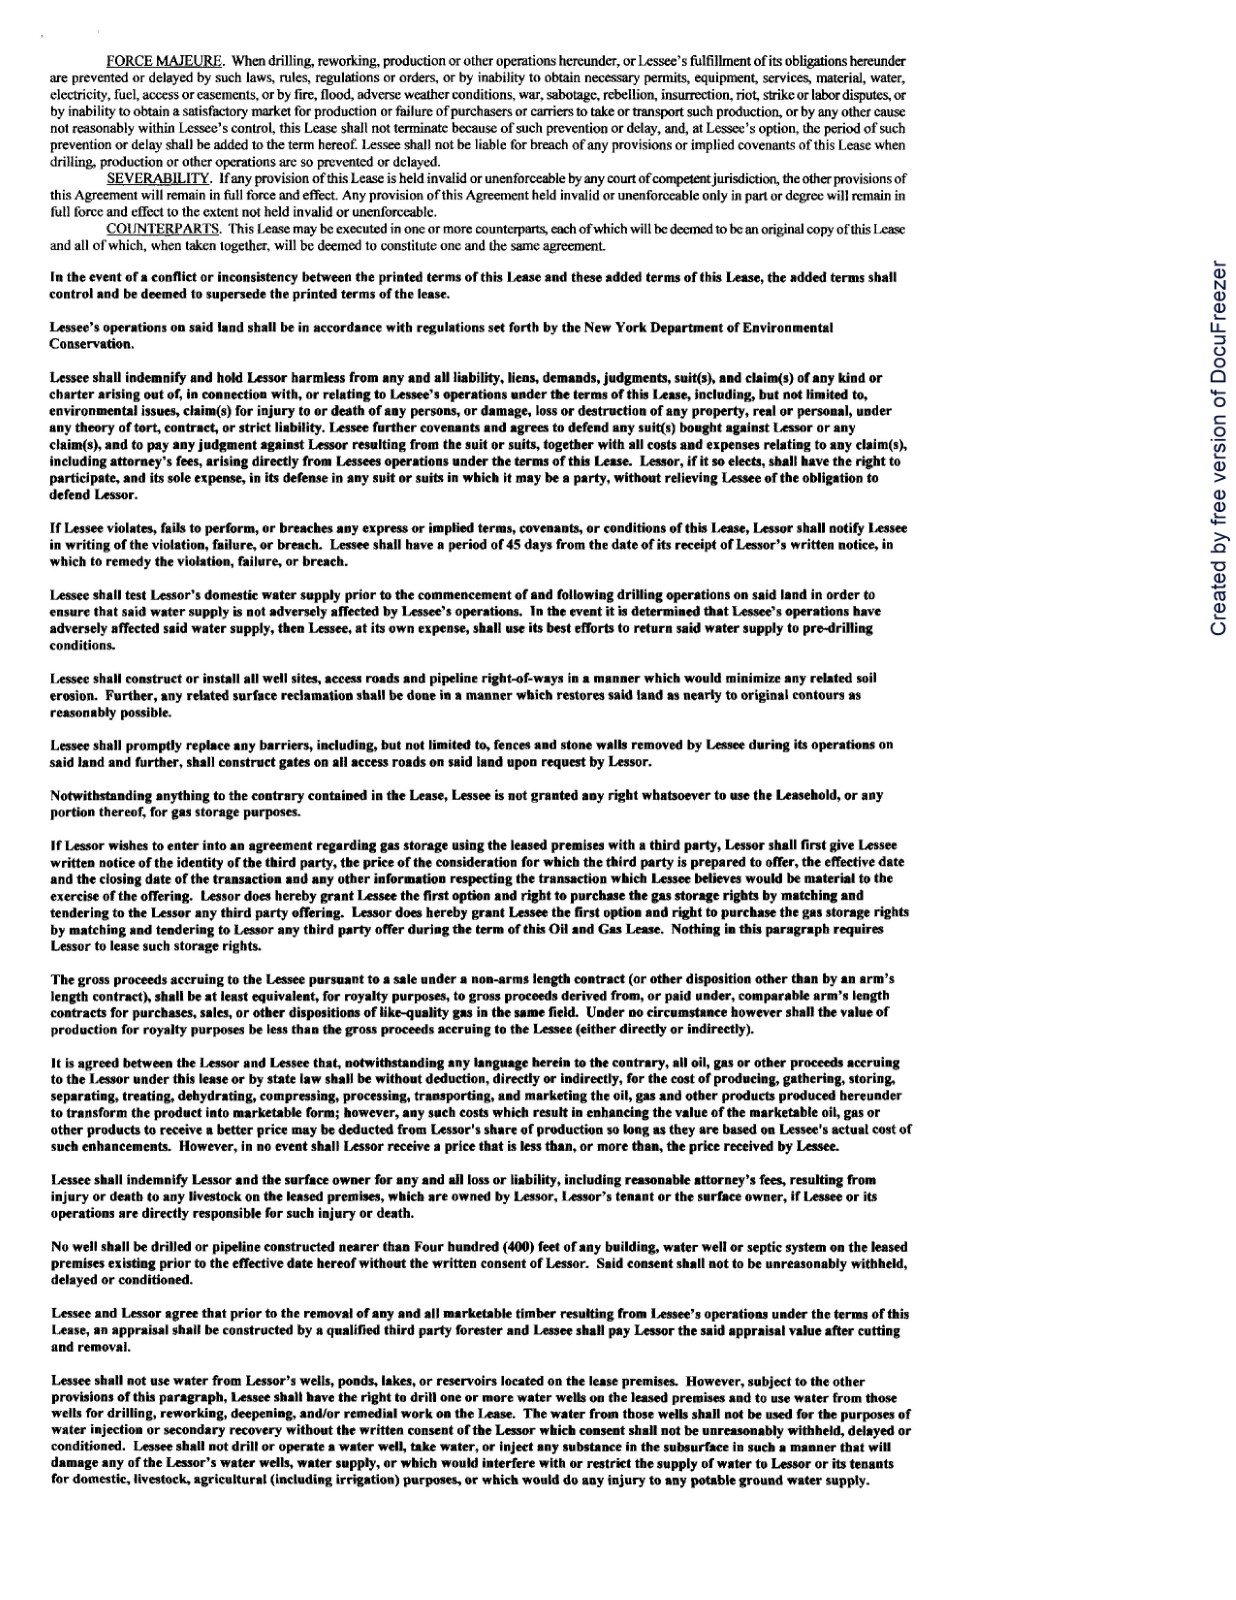 FORCE MAJEURE. When drilling, reworking, production or other operations hereunder, or Lessee's fulfillment of its obligations hereunder
are prevented or delayed by such laws, rules, regulations or orders, or by inability to obtain necessary permits, equipment, services, material, water,
electricity, fuel, access or easements, or by fire, flood, adverse weather conditions, war, sabotage, rebellion, insurrection, riot, strike or labor disputes, or
by inability to obtain a satisfactory market for production or failure of purchasers or carriers to take or transport such production, or by any other cause
not reasonably within Lessee's control, this Lease shall not terminate because of such prevention or delay, and, at Lessee's option, the period of such
prevention or delay shall be added to the term hereof. Lessee shall not be liable for breach of any provisions or implied covenants of this Lease when
drilling, production or other operations are so prevented or delayed.
SEVERABILITY. If any provision of this Lease is held invalid or unenforceable by any court of competent jurisdiction, the other provisions of
this Agreement will remain in full force and effect. Any provision of this Agreement held invalid or unenforceable only in part or degree will remain in
full force and effect to the extent not held invalid or unenforceable.
COUNTERPARTS. This Lease may be executed in one or more counterparts, each of which will be deemed to be an original copy of this Lease
and all of which, when taken together, will be deemed to constitute one and the same agreement.
In the event of a conflict or inconsistency between the printed terms of this Lease and these added terms of this Lease, the added terms shall
control and be deemed to supersede the printed terms of the lease.
Lessee's operations on said land shall be in accordance with regulations set forth by the New York Department of Environmental
Conservation.
Lessee shall indemnify and hold Lessor harmless from any and all liability, liens, demands, judgments, suit(s), and claim(s) of any kind or
charter arising out of, in connection with, or relating to Lessee's operations under the terms of this Lease, including, but not limited to,
environmental issues, claim(s) for injury to or death of any persons, or damage, loss or destruction of any property, real or personal, under
any theory of tort, contract, or strict liability. Lessee further covenants and agrees to defend any suit(s) bought against Lessor or any
claim(s), and to pay any judgment against Lessor resulting from the suit or suits, together with all costs and expenses relating to any claim(s),
including attorney's fees, arising directly from Lessees operations under the terms of this Lease. Lessor, if it so elects, shall have the right to
participate, and its sole expense, in its defense in any suit or suits in which it may be a party, without relieving Lessee of the obligation to
defend Lessor.
If Lessee violates, fails to perform, or breaches any express or implied terms, covenants, or conditions of this Lease, Lessor shall notify Lessee
in writing of the violation, failure, or breach. Lessee shall have a period of 45 days from the date of its receipt of Lessor's written notice, in
which to remedy the violation, failure, or breach.
Lessee shall test Lessor's domestic water supply prior to the commencement of and following drilling operations on said land in order to
ensure that said water supply is not adversely affected by Lessee's operations. In the event it is determined that Lessee's operations have
adversely affected said water supply, then Lessee, at its own expense, shall use its best efforts to return said water supply to pre-drilling
conditions.
Lessee shall construct or install all well sites, access roads and pipeline right-of-ways in a manner which would minimize any related soil
erosion. Further, any related surface reclamation shall be done in a manner which restores said land as nearly to original contours as
reasonably possible.
Lessee shall promptly replace any barriers, including, but not limited to, fences and stone walls removed by Lessee during its operations on
said land and further, shall construct gates on all access roads on said land upon request by Lessor.
Notwithstanding anything to the contrary contained in the Lease, Lessee is not granted any right whatsoever to use the Leasehold, or any
portion thereof, for gas storage purposes.
If Lessor wishes to enter into an agreement regarding gas storage using the leased premises with a third party, Lessor shall first give Lessee
written notice of the identity of the third party, the price of the consideration for which the third party is prepared to offer, the effective date
and the closing date of the transaction and any other information respecting the transaction which Lessee believes would be material to the
exercise of the offering. Lessor does hereby grant Lessee the first option and right to purchase the gas storage rights by matching and
tendering to the Lessor any third party offering. Lessor does hereby grant Lessee the first option and right to purchase the gas storage rights
by matching and tendering to Lessor any third party offer during the term of this Oil and Gas Lease. Nothing in this paragraph requires
Lessor to lease such storage rights.
The gross proceeds accruing to the Lessee pursuant to a sale under a non-arms length contract (or other disposition other than by an arm's
length contract), shall be at least equivalent, for royalty purposes, to gross proceeds derived from, or paid under, comparable arm's length
contracts for purchases, sales, or other dispositions of like-quality gas in the same field. Under no circumstance however shall the value of
production for royalty purposes be less than the gross proceeds accruing to the Lessee (either directly or indirectly).
It is agreed between the Lessor and Lessee that, notwithstanding any language herein to the contrary, all oil, gas or other proceeds accruing
to the Lessor under this lease or by state law shall be without deduction, directly or indirectly, for the cost of producing, gathering, storing,
separating, treating, dehydrating, compressing, processing, transporting, and marketing the oil, gas and other products produced hereunder
to transform the product into marketable form; however, any such costs which result in enhancing the value of the marketable oil, gas or
other products to receive a better price may be deducted from Lessor's share of production so long as they are based on Lessee's actual cost of
such enhancements. However, in no event shall Lessor receive a price that is less than, or more than, the price received by Lessee.
Lessee shall indemnify Lessor and the surface owner for any and all loss or liability, including reasonable attorney's fees, resulting from
injury or death to any livestock on the leased premises, which are owned by Lessor, Lessor's tenant or the surface owner, if Lessee or its
operations are directly responsible for such injury or death.
No well shall be drilled or pipeline constructed nearer than Four hundred (400) feet of any building, water well or septic system on the leased
premises existing prior to the effective date hereof without the written consent of Lessor. Said consent shall not to be unreasonably withheld,
delayed or conditioned.
Lessee and Lessor agree that prior to the removal of any and all marketable timber resulting from Lessee's operations under the terms of this
Lease, an appraisal shall be constructed by a qualified third party forester and Lessee shall pay Lessor the said appraisal value after cutting
and removal.
Lessee shall not use water from Lessor's wells, ponds, lakes, or reservoirs located on the lease premises. However, subject to the other
provisions of this paragraph, Lessee shall have the right to drill one or more water wells on the leased premises and to use water from those
wells for drilling, reworking, deepening, and/or remedial work on the Lease. The water from those wells shall not be used for the purposes of
water injection or secondary recovery without the written consent of the Lessor which consent shall not be unreasonably withheld, delayed or
conditioned. Lessee shall not drill or operate a water well, take water, or inject any substance in the subsurface in such a manner that will
damage any of the Lessor's water wells, water supply, or which would interfere with or restrict the supply of water to Lessor or its tenants
for domestic, livestock, agricultural (including irrigation) purposes, or which would do any injury to any potable ground water supply.
Created by free version of DocuFreezer